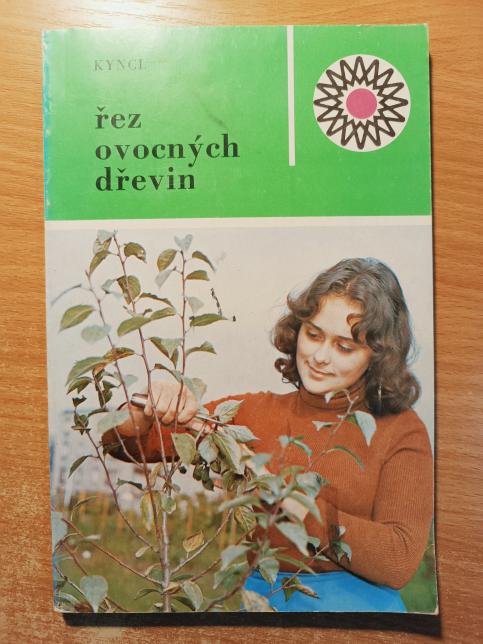 KYNCL
řez
ovocných
dřevin